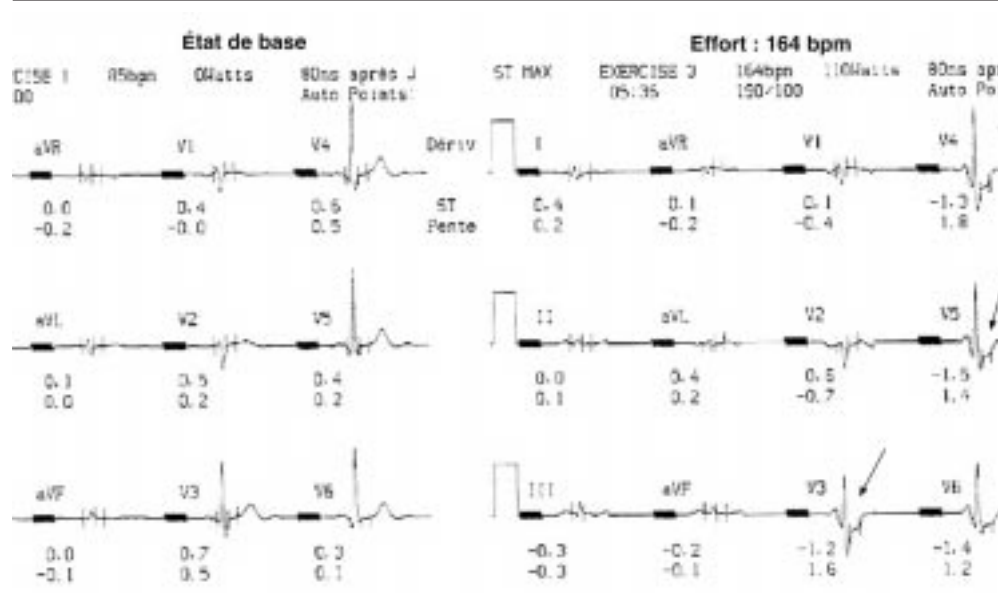 État de base
Effort : 164 bpm
85bpm 0Watts 80ms après J
00 Auto Points
ST MAX EXERCISE 3 164bpm 110Watts 80ms
05:35 190/100 Auto Po
aVR V1 V4
Dériv I aVR V1 V4
0.0 0.4 0.6
-0.2 -0.0 0.5
ST 0.4 0.1 0.1 -1.3
Pente 0.2 -0.2 -0.4 1.8
aVL V2 V5
II aVL V2 V5
0.5 0.4
0.0 0.2 0.2
0.0 0.4 0.6 -1.5
0.1 0.2 -0.7 1.4
aVF V3 V6
III aVF V3 V6
0.0 0.7 0.3
-0.1 0.5 0.1
-0.3 -0.2 -1.2 -1.4
-0.3 -0.1 1.6 1.2